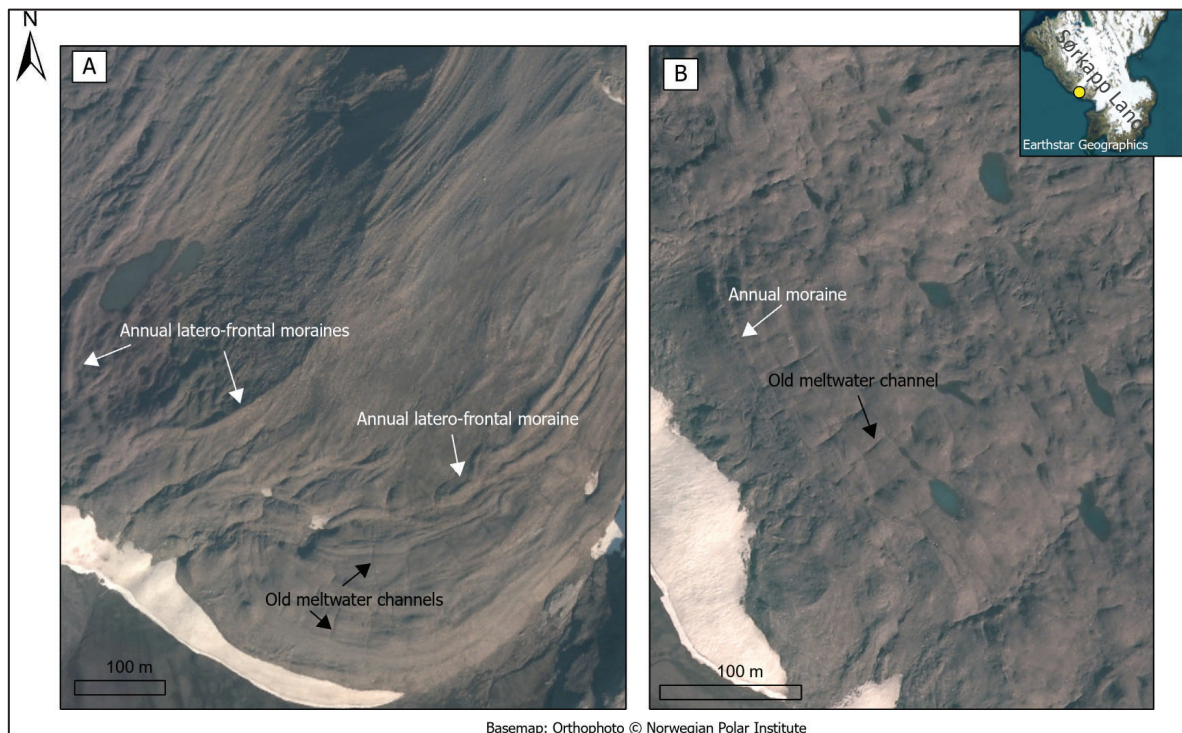 N
A
Annual latero-frontal moraines
Annual latero-frontal moraine
Old meltwater channels
100 m
B
Annual moraine
Old meltwater channel
100 m
Sørkapp Land
Earthstar Geographics
Basemap: Orthophoto © Norwegian Polar Institute